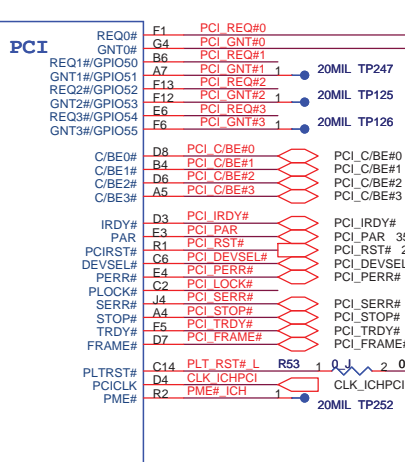 PCI
REQ0# F1 PCI_REQ#0
GNT0# G4 PCI_GNT#0
REQ1#/GPIO50 B6 PCI_REQ#1
GNT1#/GPIO51 A7 PCI_GNT#1 1 20MIL TP247
REQ2#/GPIO52 F13 PCI_REQ#2
GNT2#/GPIO53 F12 PCI_GNT#2 1 20MIL TP125
REQ3#/GPIO54 E6 PCI_REQ#3
GNT3#/GPIO55 F6 PCI_GNT#3 1 20MIL TP126
C/BE0# D8 PCI_C/BE#0 PCI_C/BE#0
C/BE1# B4 PCI_C/BE#1 PCI_C/BE#1
C/BE2# D6 PCI_C/BE#2 PCI_C/BE#2
C/BE3# A5 PCI_C/BE#3 PCI_C/BE#3
IRDY# D3 PCI_IRDY# PCI_IRDY#
PAR E3 PCI_PAR PCI_PAR 35
PCIRST# R1 PCI_RST# PCI_RST# 2
DEVSEL# C6 PCI_DEVSEL# PCI_DEVSEL
PERR# E4 PCI_PERR# PCI_PERR#
PLOCK# C2 PCI_LOCK#
SERR# J4 PCI_SERR# PCI_SERR#
STOP# A4 PCI_STOP# PCI_STOP#
TRDY# F5 PCI_TRDY# PCI_TRDY#
FRAME# D7 PCI_FRAME# PCI_FRAME#
PLTRST# C14 PLT_RST#_L R53 1 0_J 2 0
PCICLK D4 CLK_ICHPCI CLK_ICHPCI
PME# R2 PME#_ICH 1 20MIL TP252